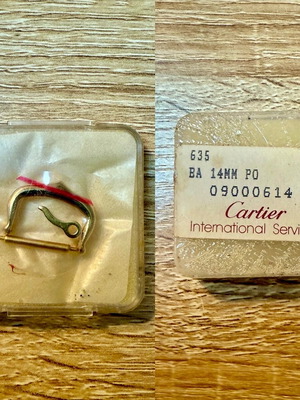 635
BA 14MM PO
09000614
Cartier
International Servi